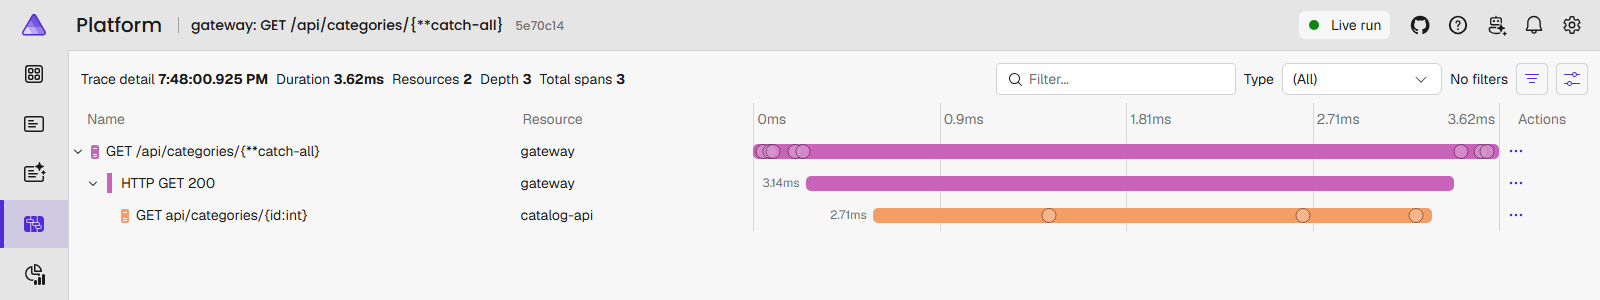 Platform gateway: GET /api/categories/{**catch-all} 5e70c14 Live run
Trace detail 7:48:00.925 PM Duration 3.62ms Resources 2 Depth 3 Total spans 3 Filter... Type (All) No filters
Name Resource 0ms 0.9ms 1.81ms 2.71ms 3.62ms Actions
GET /api/categories/{**catch-all} gateway
HTTP GET 200 gateway 3.14ms
GET api/categories/{id:int} catalog-api 2.71ms